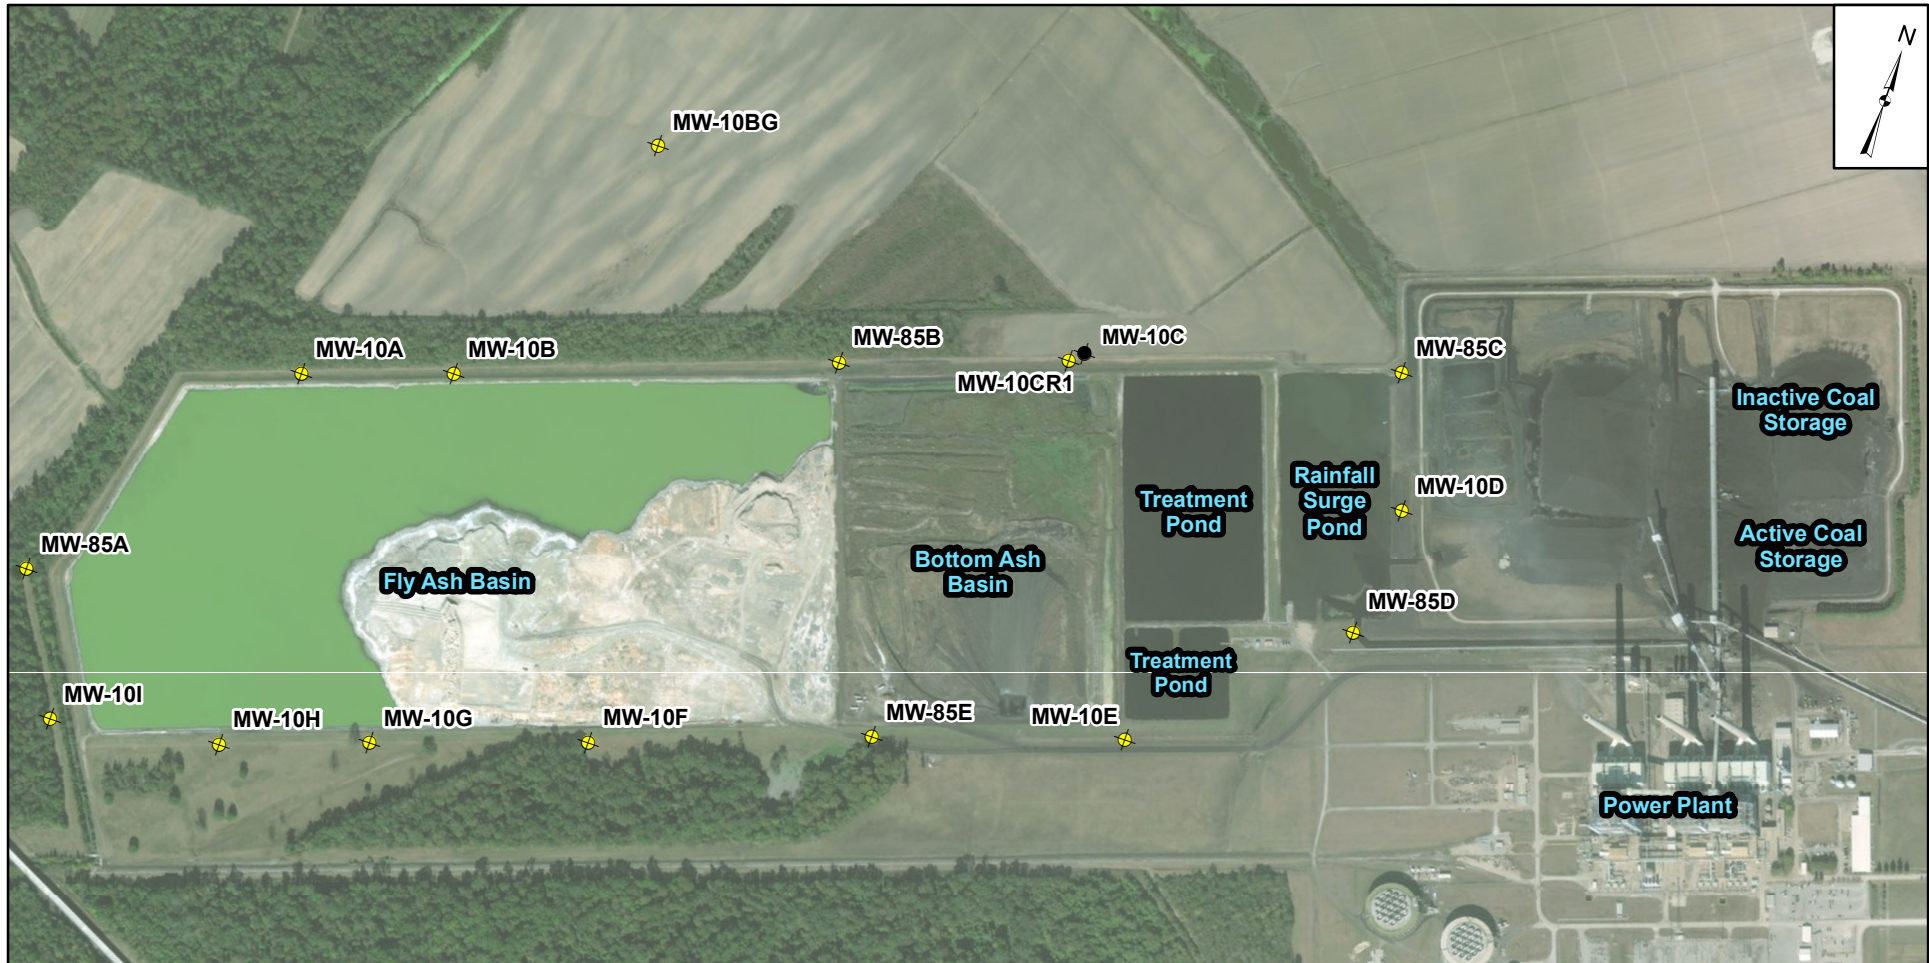 N
MW-10BG
MW-10A
MW-10B
MW-85B
MW-10C
MW-10CR1
MW-85C
Inactive Coal
Storage
MW-10D
Rainfall
Surge
Pond
Treatment
Pond
Active Coal
Storage
MW-85A
Fly Ash Basin
Bottom Ash
Basin
MW-85D
Treatment
Pond
MW-10I
MW-10H
MW-10G
MW-10F
MW-85E
MW-10E
Power Plant